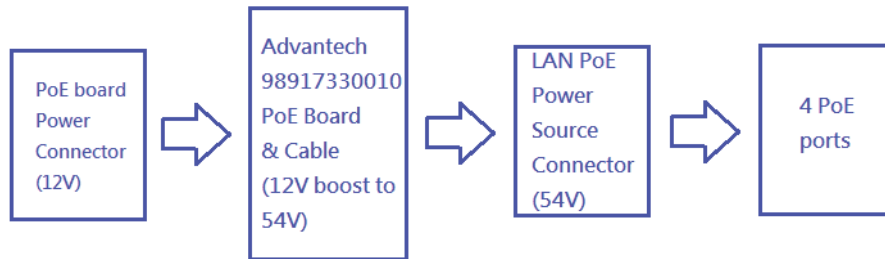 PoE board
Power
Connector
(12V)
Advantech
98917330010
PoE Board
& Cable
(12V boost to
54V)
LAN PoE
Power
Source
Connector
(54V)
4 PoE
ports